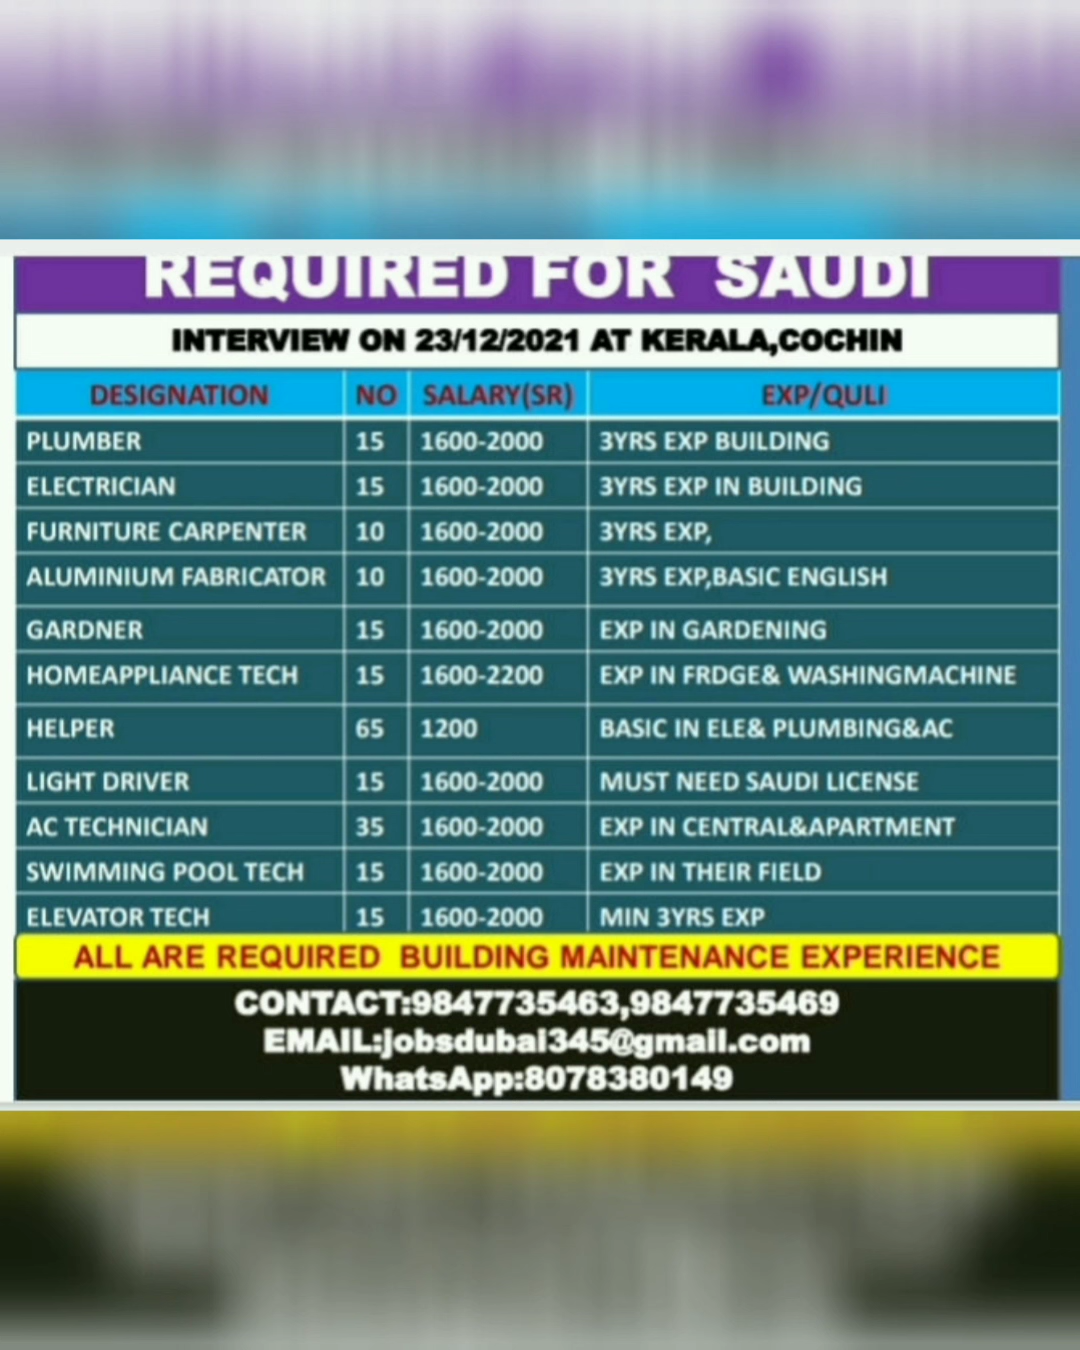 REQUIRED FOR SAUDI
INTERVIEW ON 23/12/2021 AT KERALA,COCHIN
DESIGNATION NO SALARY(SR) EXP/QULI
PLUMBER 15 1600-2000 3YRS EXP BUILDING
ELECTRICIAN 15 1600-2000 3YRS EXP IN BUILDING
FURNITURE CARPENTER 10 1600-2000 3YRS EXP,
ALUMINIUM FABRICATOR 10 1600-2000 3YRS EXP,BASIC ENGLISH
GARDNER 15 1600-2000 EXP IN GARDENING
HOMEAPPLIANCE TECH 15 1600-2200 EXP IN FRDGE& WASHINGMACHINE
HELPER 65 1200 BASIC IN ELE& PLUMBING&AC
LIGHT DRIVER 15 1600-2000 MUST NEED SAUDI LICENSE
AC TECHNICIAN 35 1600-2000 EXP IN CENTRAL&APARTMENT
SWIMMING POOL TECH 15 1600-2000 EXP IN THEIR FIELD
ELEVATOR TECH 15 1600-2000 MIN 3YRS EXP
ALL ARE REQUIRED BUILDING MAINTENANCE EXPERIENCE
CONTACT:9847735463,9847735469
EMAIL:jobsdubai345@gmail.com
WhatsApp:8078380149